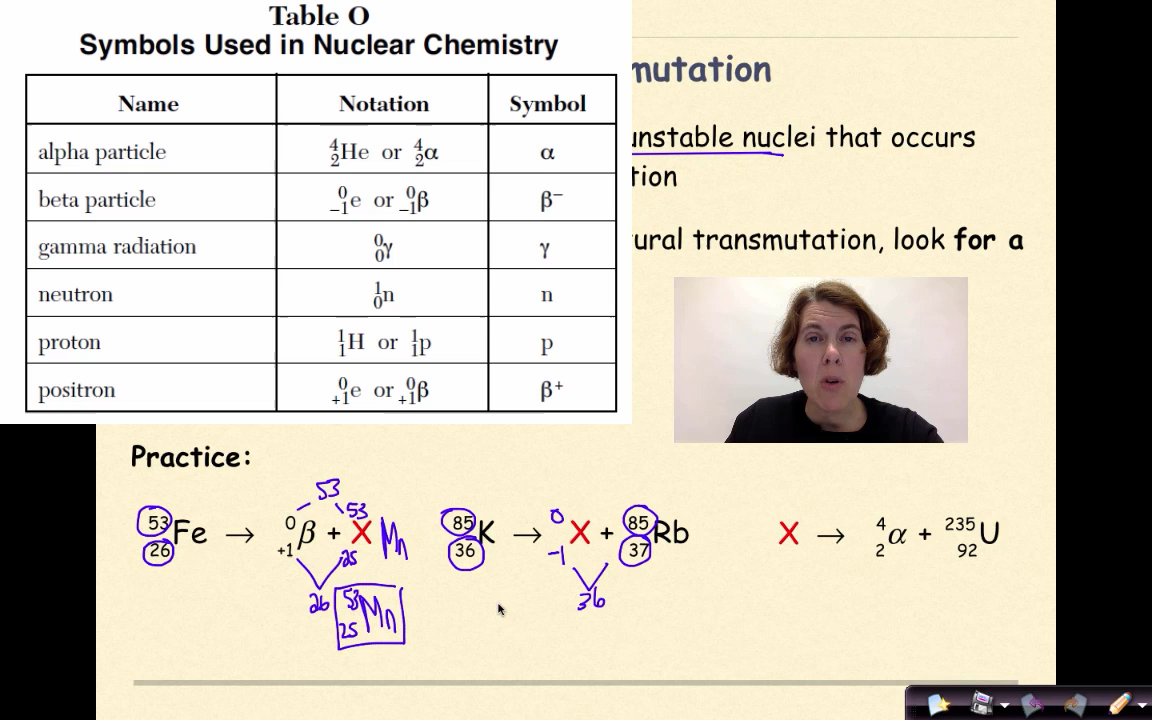 Table O
Symbols Used in Nuclear Chemistry
Name Notation Symbol
alpha particle ⁴₂He or ⁴₂α α
beta particle ⁰₋₁e or ⁰₋₁β β⁻
gamma radiation ⁰₀γ γ
neutron ¹₀n n
proton ¹₁H or ¹₁p p
positron ⁰₊₁e or ⁰₊₁β β⁺
mutation
unstable nuclei that occurs
tion
ural transmutation, look for a
Practice:
53
⁵³₂₆Fe → ⁰₊₁β + ⁵³₂₅X Mn
26 ⁵³₂₅Mn
⁸⁵₃₆K → ⁰₋₁X + ⁸⁵₃₇Rb
36
X → ⁴₂α + ²³⁵₉₂U